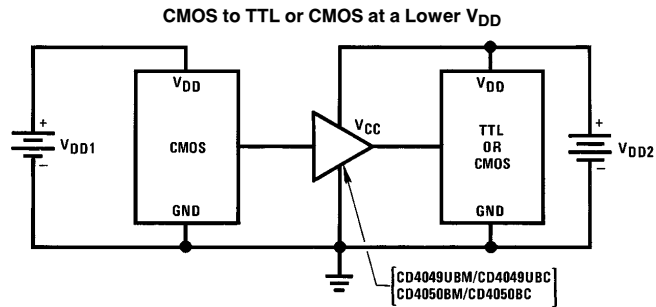 CMOS to TTL or CMOS at a Lower VDD
VDD
CMOS
GND
+
−
VDD1
VCC
VDD
TTL
OR
CMOS
GND
+
−
VDD2
CD4049UBM/CD4049UBC
CD4050BM/CD4050BC